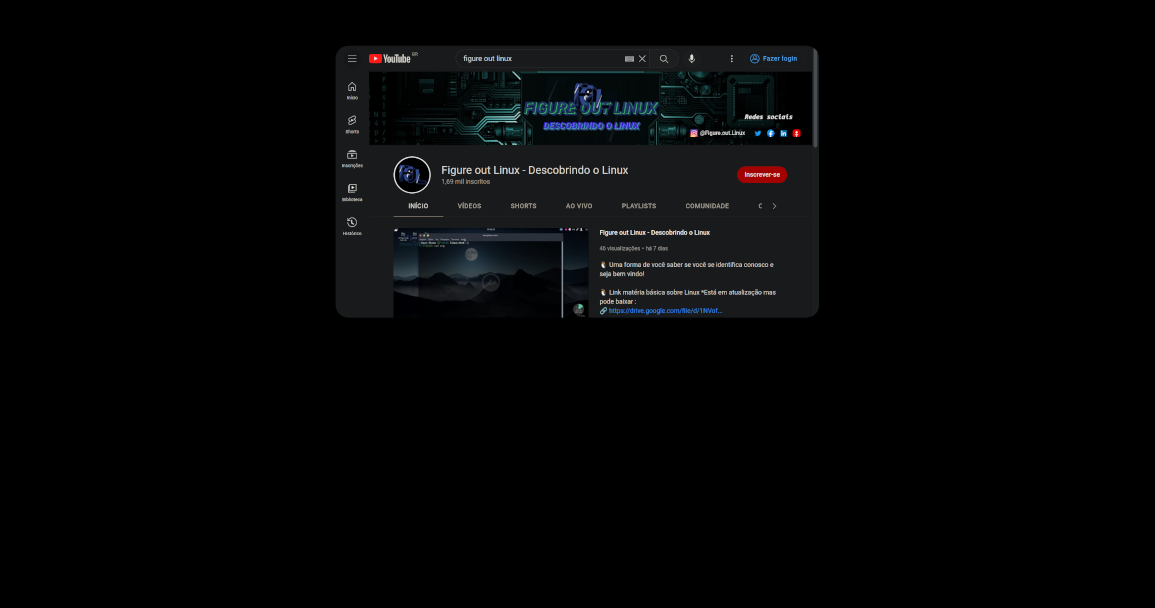 YouTube BR
figure out linux
Fazer login
Início
Shorts
Inscrições
Biblioteca
Histórico
FIGURE OUT LINUX
DESCOBRINDO O LINUX
Redes sociais
@Figure.out.Linux
Figure out Linux - Descobrindo o Linux
1,69 mil inscritos
Inscrever-se
INÍCIO VÍDEOS SHORTS AO VIVO PLAYLISTS COMUNIDADE
Figure out Linux - Descobrindo o Linux
46 visualizações • há 7 dias
Uma forma de você saber se você se identifica conosco e
seja bem vindo!
Link matéria básica sobre Linux *Está em atualização mas
pode baixar :
https://drive.google.com/file/d/1NVof...